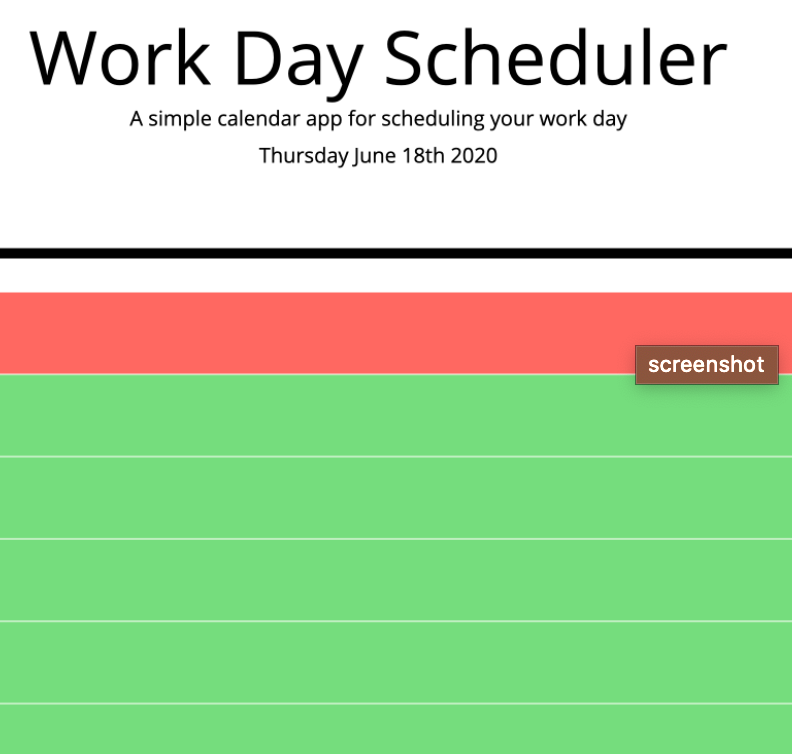 Work Day Scheduler
A simple calendar app for scheduling your work day
Thursday June 18th 2020
screenshot